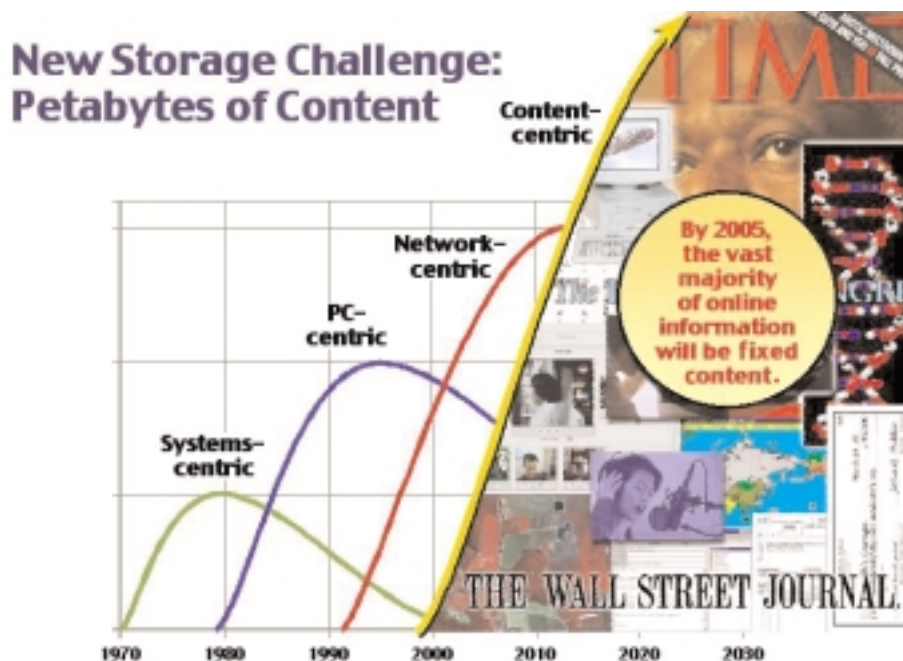 New Storage Challenge:
Petabytes of Content
TIME
Content-
centric
Network-
centric
PC-
centric
Systems-
centric
By 2005,
the vast
majority
of online
information
will be fixed
content.
THE WALL STREET JOURNAL.
1970 1980 1990 2000 2010 2020 2030